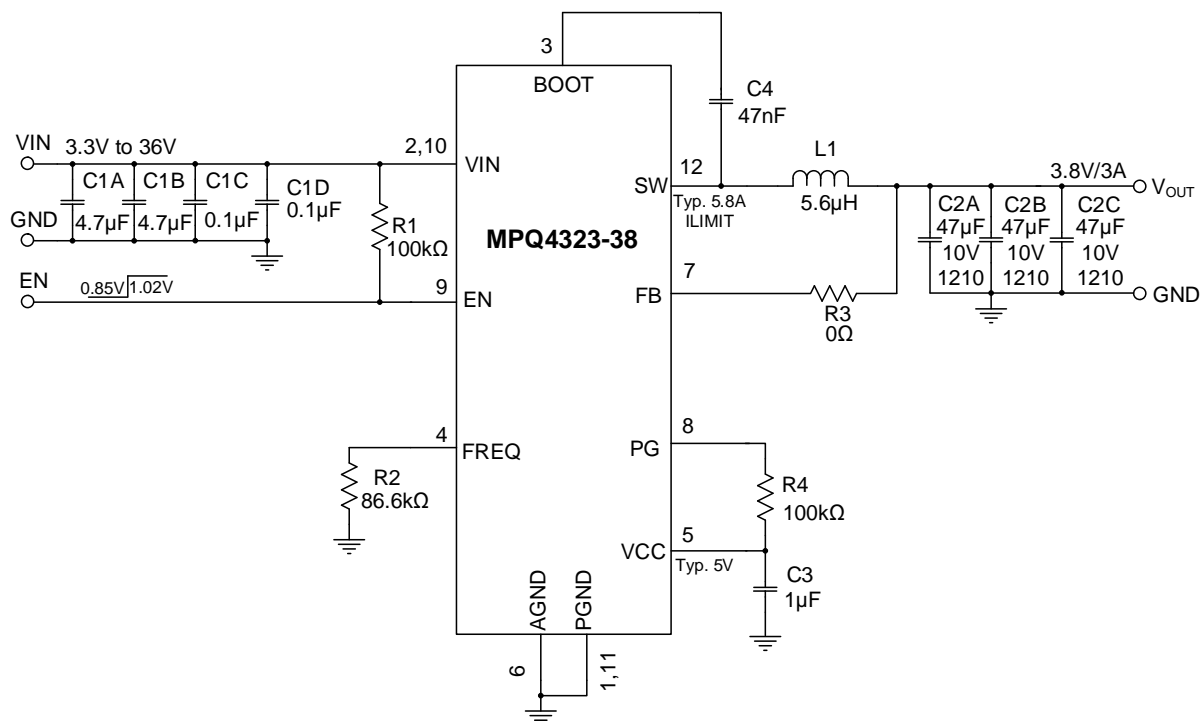 3
BOOT
C4
47nF
VIN
3.3V to 36V
2,10
VIN
C1A
4.7µF
C1B
4.7µF
C1C
0.1µF
C1D
0.1µF
GND
R1
100kΩ
EN
0.85V
1.02V
9
EN
MPQ4323-38
12
SW
Typ. 5.8A
ILIMIT
L1
5.6µH
3.8V/3A
VOUT
C2A
47µF
10V
1210
C2B
47µF
10V
1210
C2C
47µF
10V
1210
GND
7
FB
R3
0Ω
4
FREQ
R2
86.6kΩ
8
PG
R4
100kΩ
5
VCC
Typ. 5V
C3
1µF
AGND
PGND
6
1,11